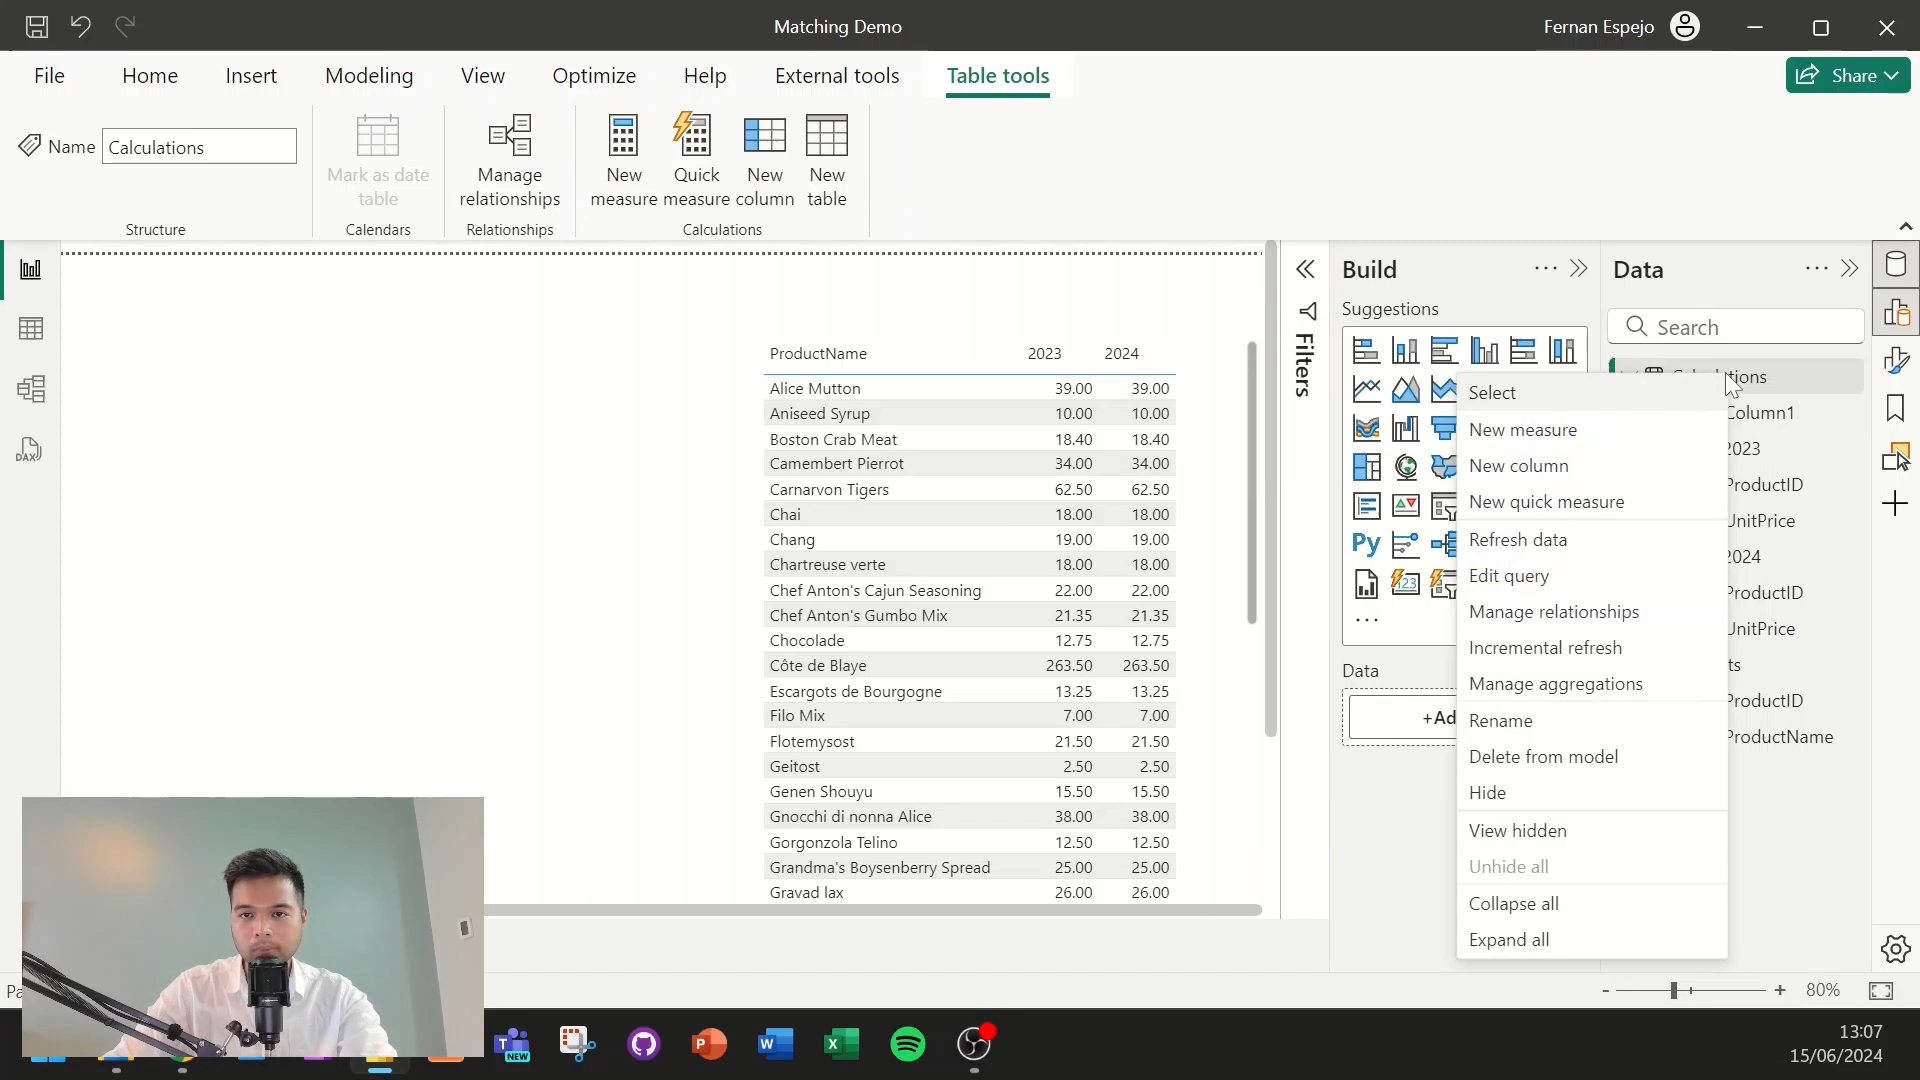 Matching Demo
Fernan Espejo
File Home Insert Modeling View Optimize Help External tools Table tools
Share
Name Calculations
Mark as date table
Manage relationships
New measure
Quick measure
New column
New table
Structure
Calendars
Relationships
Calculations
DAX
ProductName 2023 2024
Alice Mutton 39.00 39.00
Aniseed Syrup 10.00 10.00
Boston Crab Meat 18.40 18.40
Camembert Pierrot 34.00 34.00
Carnarvon Tigers 62.50 62.50
Chai 18.00 18.00
Chang 19.00 19.00
Chartreuse verte 18.00 18.00
Chef Anton's Cajun Seasoning 22.00 22.00
Chef Anton's Gumbo Mix 21.35 21.35
Chocolade 12.75 12.75
Côte de Blaye 263.50 263.50
Escargots de Bourgogne 13.25 13.25
Filo Mix 7.00 7.00
Flotemysost 21.50 21.50
Geitost 2.50 2.50
Genen Shouyu 15.50 15.50
Gnocchi di nonna Alice 38.00 38.00
Gorgonzola Telino 12.50 12.50
Grandma's Boysenberry Spread 25.00 25.00
Gravad lax 26.00 26.00
Filters
Build
Suggestions
Py
123
Data
+Ad
Select
New measure
New column
New quick measure
Refresh data
Edit query
Manage relationships
Incremental refresh
Manage aggregations
Rename
Delete from model
Hide
View hidden
Unhide all
Collapse all
Expand all
Data
Search
Column1
2023
ProductID
UnitPrice
2024
ProductID
UnitPrice
ts
ProductID
ProductName
Pa
- + 80%
NEW
13:07
15/06/2024